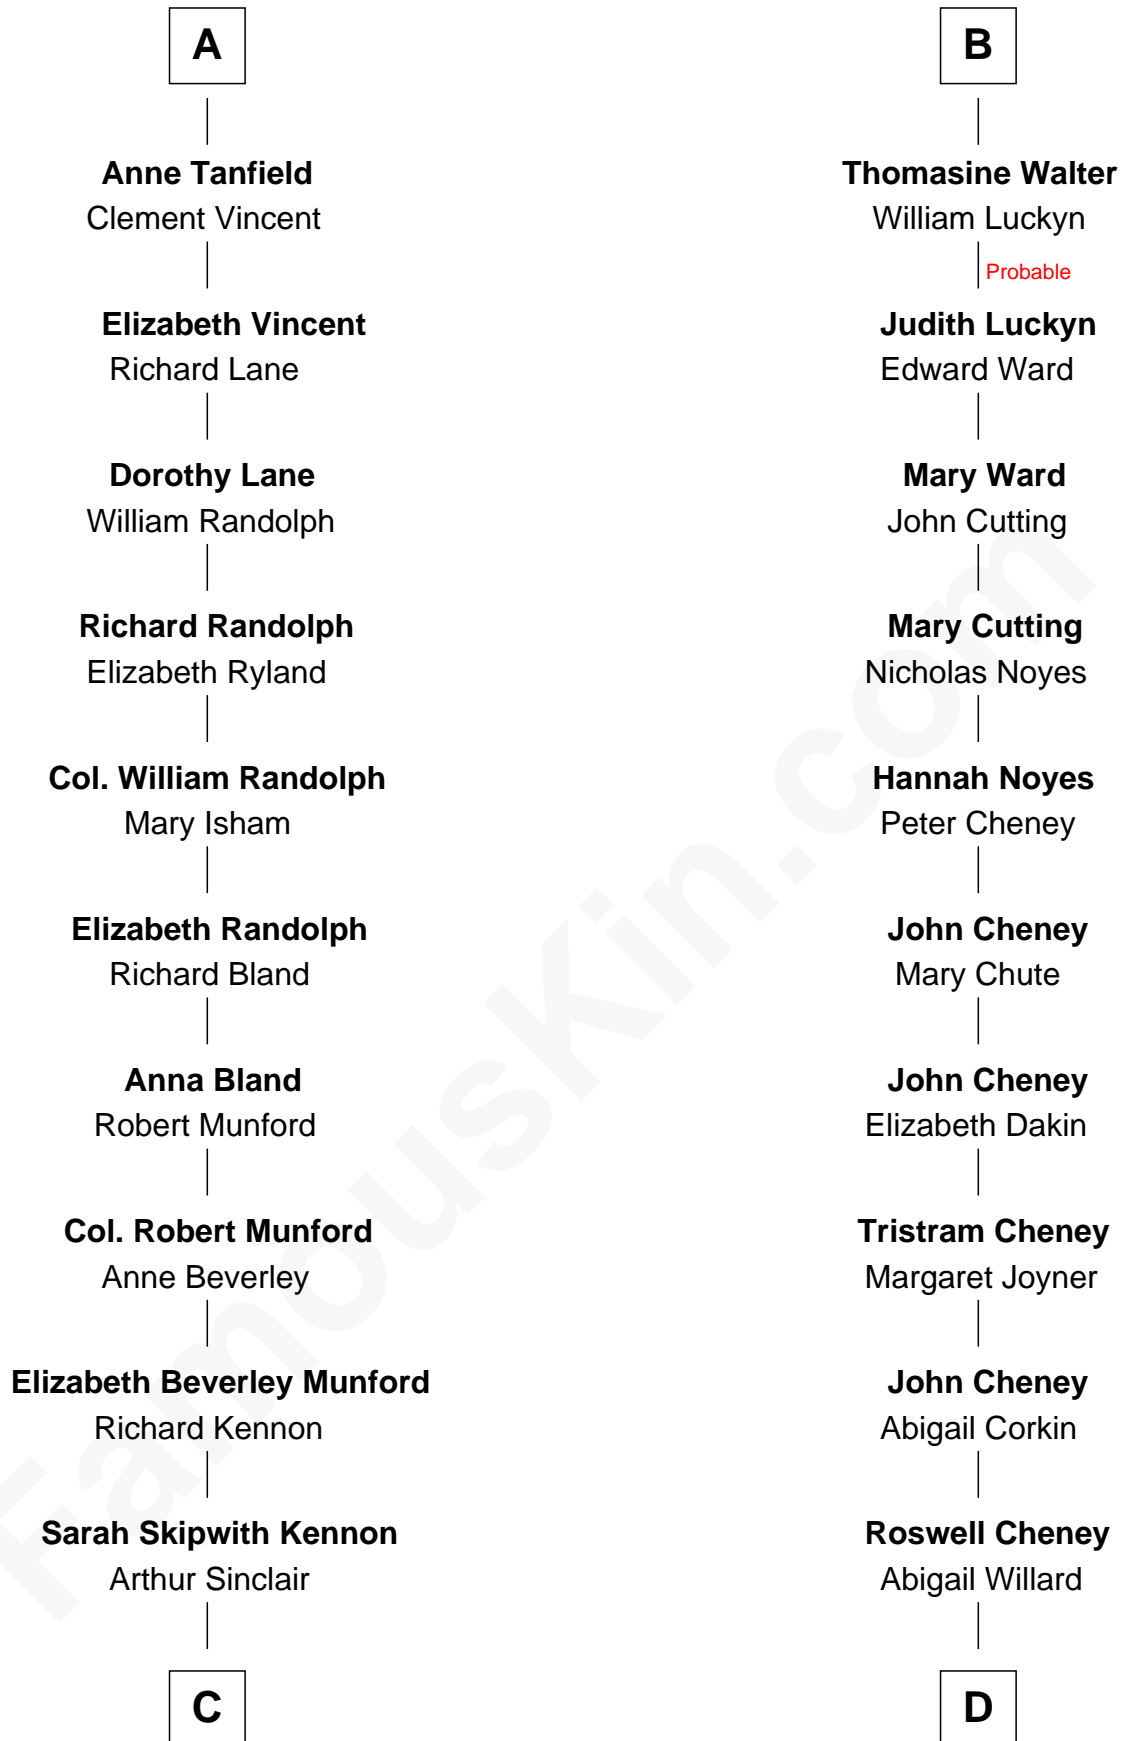 A
Anne Tanfield
Clement Vincent
Elizabeth Vincent
Richard Lane
Dorothy Lane
William Randolph
Richard Randolph
Elizabeth Ryland
Col. William Randolph
Mary Isham
Elizabeth Randolph
Richard Bland
Anna Bland
Robert Munford
Col. Robert Munford
Anne Beverley
Elizabeth Beverley Munford
Richard Kennon
Sarah Skipwith Kennon
Arthur Sinclair
C
B
Thomasine Walter
William Luckyn
Probable
Judith Luckyn
Edward Ward
Mary Ward
John Cutting
Mary Cutting
Nicholas Noyes
Hannah Noyes
Peter Cheney
John Cheney
Mary Chute
John Cheney
Elizabeth Dakin
Tristram Cheney
Margaret Joyner
John Cheney
Abigail Corkin
Roswell Cheney
Abigail Willard
D
FamousKin.com